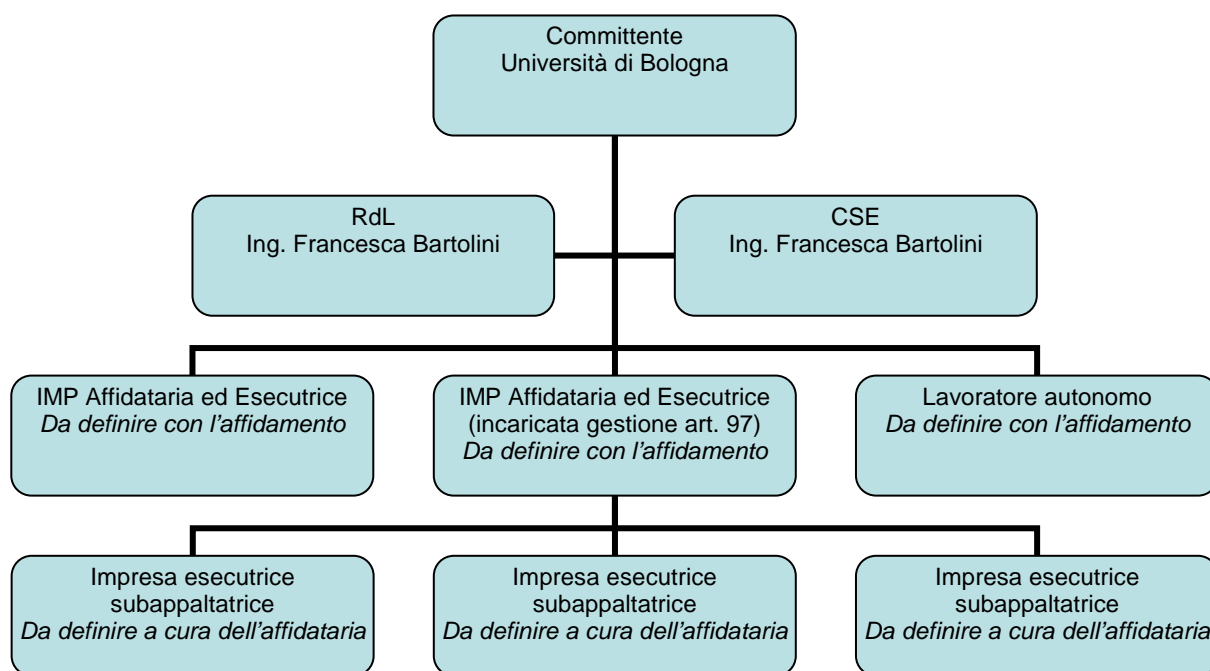 Committente
Università di Bologna
RdL
Ing. Francesca Bartolini
CSE
Ing. Francesca Bartolini
IMP Affidataria ed Esecutrice
Da definire con l'affidamento
IMP Affidataria ed Esecutrice
(incaricata gestione art. 97)
Da definire con l'affidamento
Lavoratore autonomo
Da definire con l'affidamento
Impresa esecutrice
subappaltatrice
Da definire a cura dell'affidataria
Impresa esecutrice
subappaltatrice
Da definire a cura dell'affidataria
Impresa esecutrice
subappaltatrice
Da definire a cura dell'affidataria